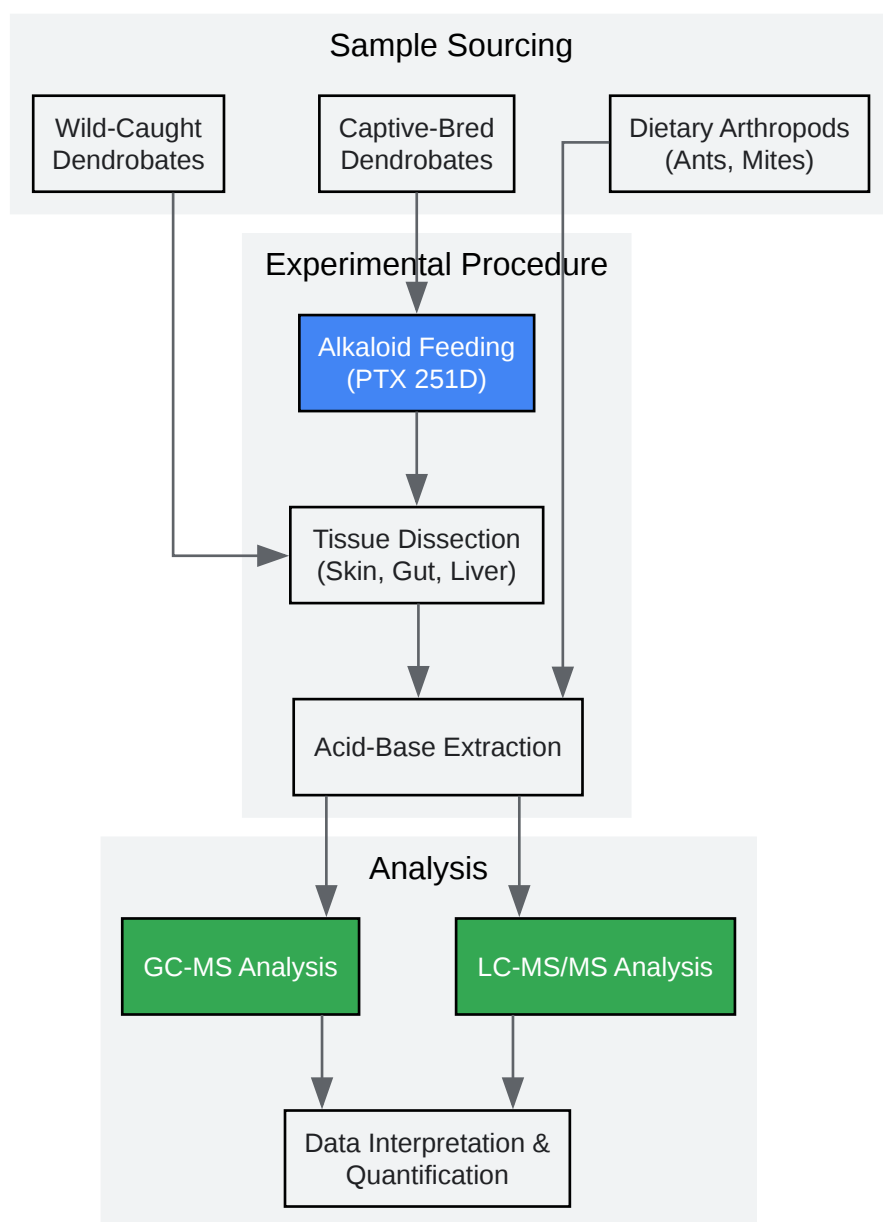 Sample Sourcing
Wild-Caught
Dendrobates
Captive-Bred
Dendrobates
Dietary Arthropods
(Ants, Mites)
Experimental Procedure
Alkaloid Feeding
(PTX 251D)
Tissue Dissection
(Skin, Gut, Liver)
Acid-Base Extraction
Analysis
GC-MS Analysis
LC-MS/MS Analysis
Data Interpretation &
Quantification